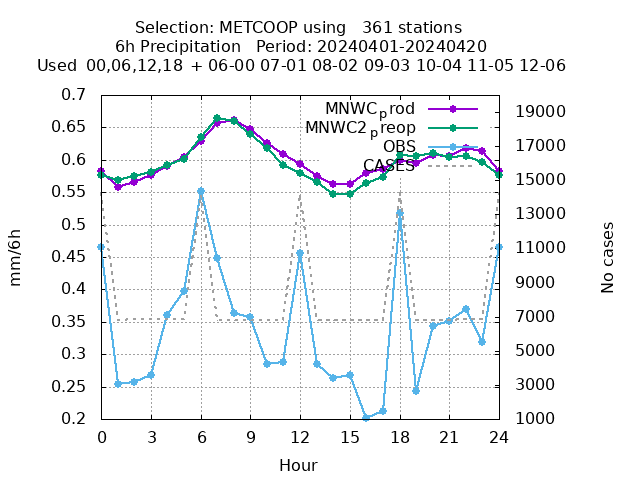 Selection: METCOOP using   361 stations
6h Precipitation   Period: 20240401-20240420
Used 00,06,12,18 + 06-00 07-01 08-02 09-03 10-04 11-05 12-06
MNWC_prod
MNWC2_preop
OBS
CASES
0.7
0.65
0.6
0.55
0.5
0.45
0.4
0.35
0.3
0.25
0.2
mm/6h
19000
17000
15000
13000
11000
9000
7000
5000
3000
1000
No cases
0 3 6 9 12 15 18 21 24
Hour